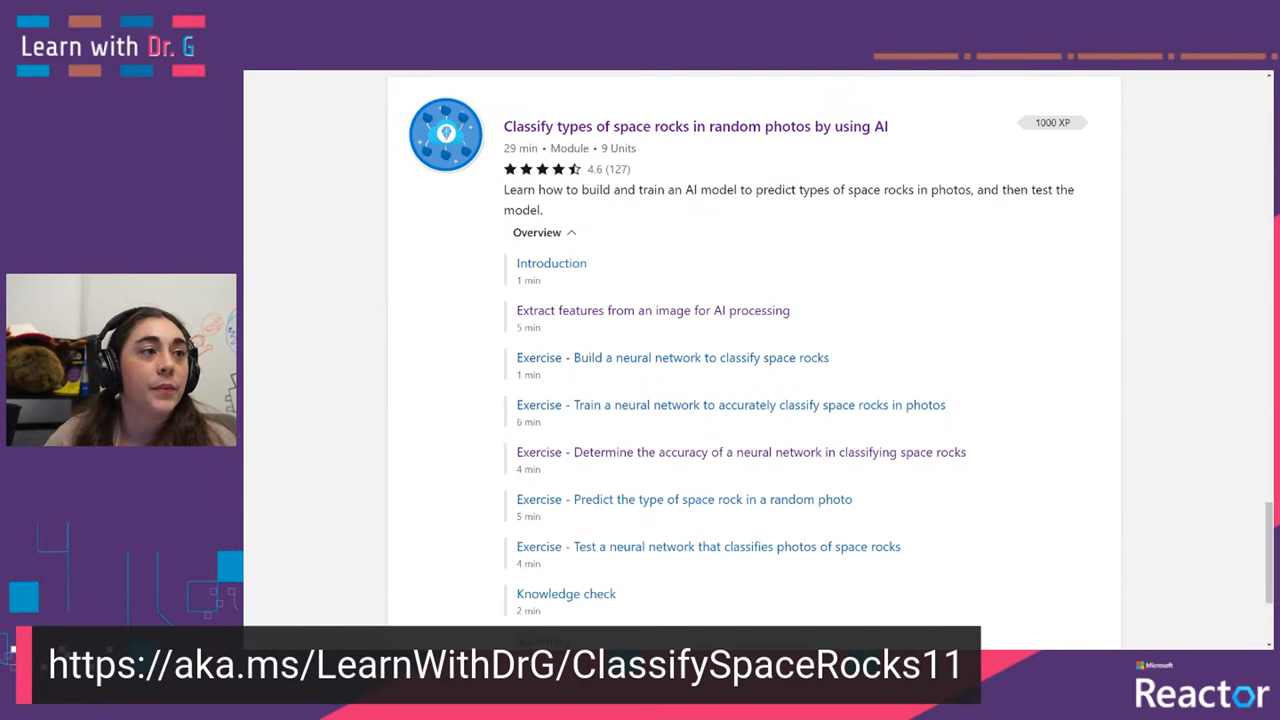 Learn with Dr. G
Classify types of space rocks in random photos by using AI
1000 XP
29 min • Module • 9 Units
4.6 (127)
Learn how to build and train an AI model to predict types of space rocks in photos, and then test the
model.
Overview
Introduction
1 min
Extract features from an image for AI processing
5 min
Exercise - Build a neural network to classify space rocks
1 min
Exercise - Train a neural network to accurately classify space rocks in photos
6 min
Exercise - Determine the accuracy of a neural network in classifying space rocks
4 min
Exercise - Predict the type of space rock in a random photo
5 min
Exercise - Test a neural network that classifies photos of space rocks
4 min
Knowledge check
2 min
https://aka.ms/LearnWithDrG/ClassifySpaceRocks11
Microsoft
Reactor